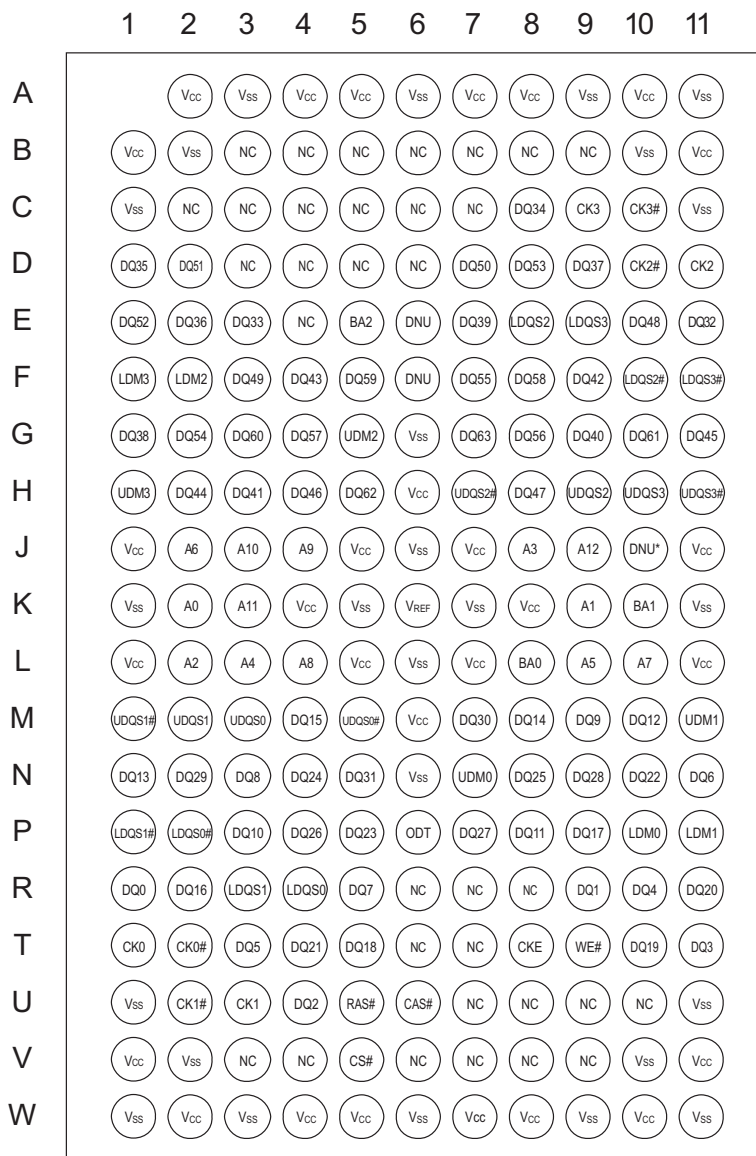 1 2 3 4 5 6 7 8 9 10 11
A Vcc Vss Vcc Vcc Vss Vcc Vcc Vss Vcc Vss
B Vcc Vss NC NC NC NC NC NC NC Vss Vcc
C Vss NC NC NC NC NC NC DQ34 CK3 CK3# Vss
D DQ35 DQ51 NC NC NC NC DQ50 DQ53 DQ37 CK2# CK2
E DQ52 DQ36 DQ33 NC BA2 DNU DQ39 LDQS2 LDQS3 DQ48 DQ32
F LDM3 LDM2 DQ49 DQ43 DQ59 DNU DQ55 DQ58 DQ42 LDQS2# LDQS3#
G DQ38 DQ54 DQ60 DQ57 UDM2 Vss DQ63 DQ56 DQ40 DQ61 DQ45
H UDM3 DQ44 DQ41 DQ46 DQ62 Vcc UDQS2# DQ47 UDQS2 UDQS3 UDQS3#
J Vcc A6 A10 A9 Vcc Vss Vcc A3 A12 DNU* Vcc
K Vss A0 A11 Vcc Vss VREF Vss Vcc A1 BA1 Vss
L Vcc A2 A4 A8 Vcc Vss Vcc BA0 A5 A7 Vcc
M UDQS1# UDQS1 UDQS0 DQ15 UDQS0# Vcc DQ30 DQ14 DQ9 DQ12 UDM1
N DQ13 DQ29 DQ8 DQ24 DQ31 Vss UDM0 DQ25 DQ28 DQ22 DQ6
P LDQS1# LDQS0# DQ10 DQ26 DQ23 ODT DQ27 DQ11 DQ17 LDM0 LDM1
R DQ0 DQ16 LDQS1 LDQS0 DQ7 NC NC NC DQ1 DQ4 DQ20
T CK0 CK0# DQ5 DQ21 DQ18 NC NC CKE WE# DQ19 DQ3
U Vss CK1# CK1 DQ2 RAS# CAS# NC NC NC NC Vss
V Vcc Vss NC NC CS# NC NC NC NC Vss Vcc
W Vss Vcc Vss Vcc Vcc Vss Vcc Vcc Vss Vcc Vss